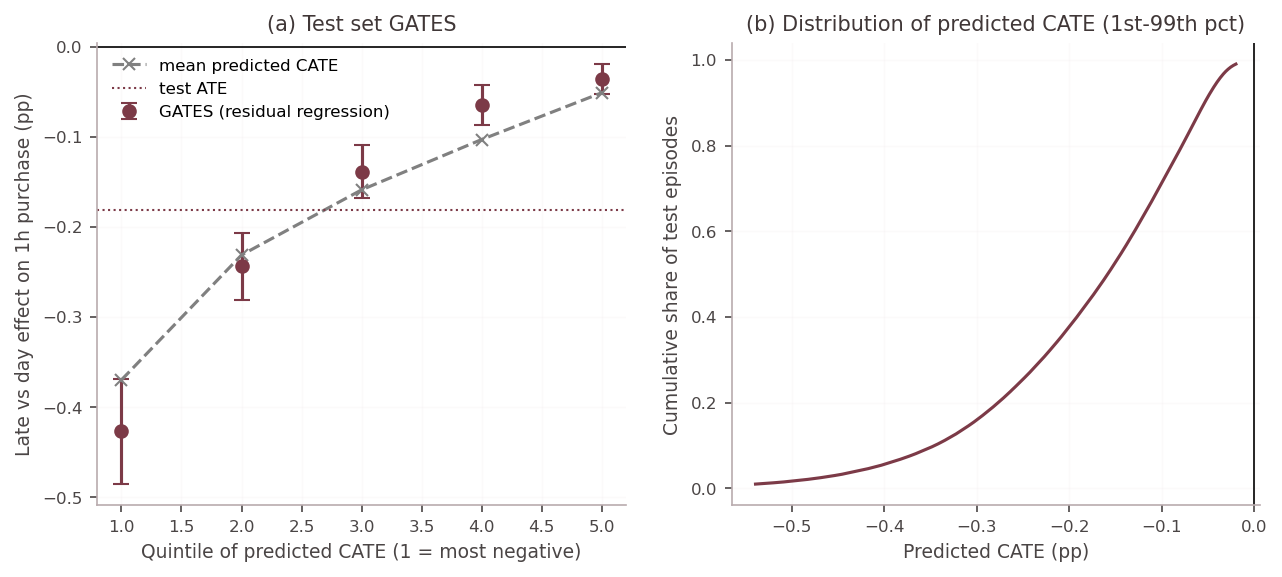 (a) Test set GATES
Late vs day effect on 1h purchase (pp)
0.0
−0.1
−0.2
−0.3
−0.4
−0.5
mean predicted CATE
test ATE
GATES (residual regression)
1.0 1.5 2.0 2.5 3.0 3.5 4.0 4.5 5.0
Quintile of predicted CATE (1 = most negative)
(b) Distribution of predicted CATE (1st-99th pct)
Cumulative share of test episodes
1.0
0.8
0.6
0.4
0.2
0.0
−0.5 −0.4 −0.3 −0.2 −0.1 0.0
Predicted CATE (pp)